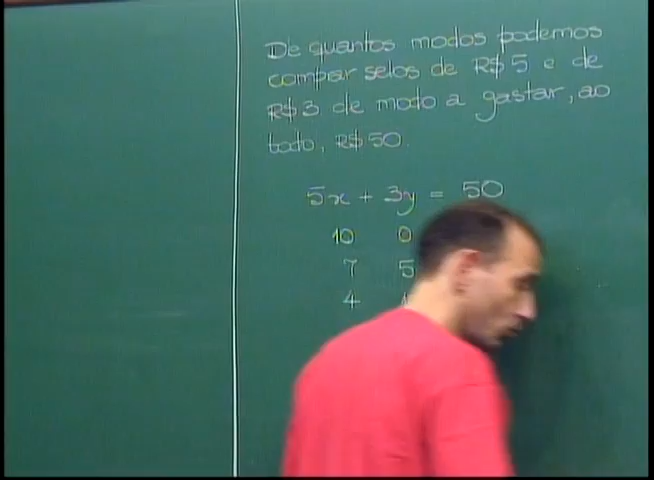 De quantos modos podemos
comprar selos de R$5 e de
R$3 de modo a gastar, ao
todo, R$50.
5x + 3y = 50
10 0
7 5
4